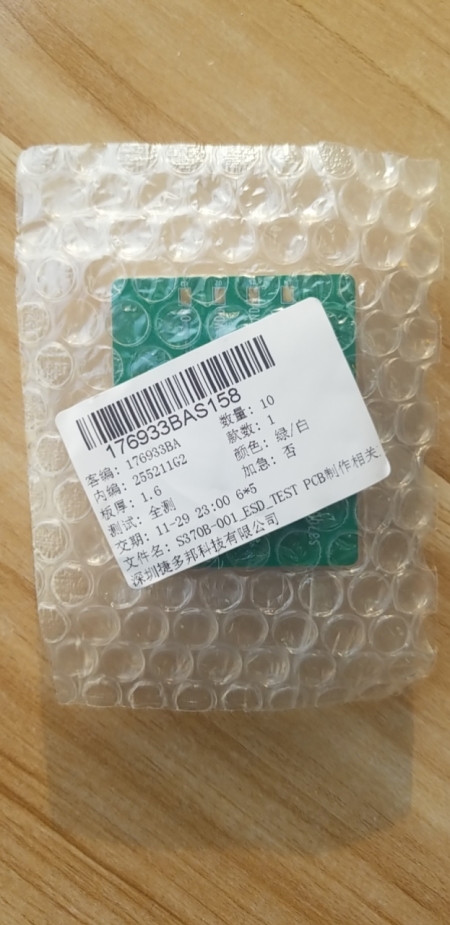 176933BAS158
客编: 176933BA 数量: 10
内编: 255211G2 款数: 1
板厚: 1.6 颜色: 绿/白
测试: 全测 加急: 否
交期: 11-29 23:00 6*5
文件名: S370B-001_ESD_TEST PCB制作相关
深圳捷多邦科技有限公司